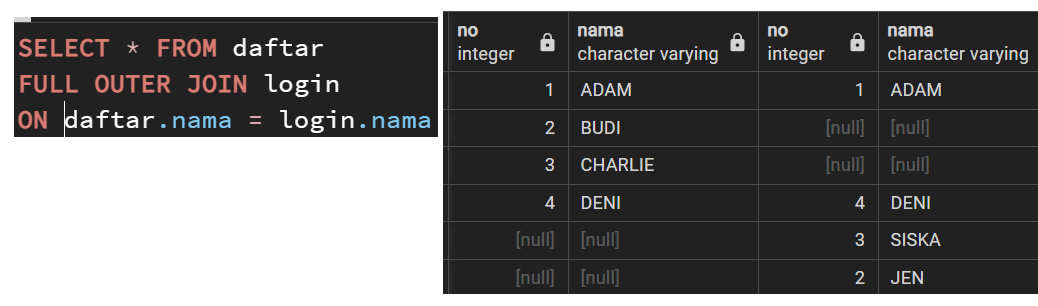 SELECT * FROM daftar
FULL OUTER JOIN login
ON daftar.nama = login.nama
no nama no nama
integer character varying integer character varying
1 ADAM 1 ADAM
2 BUDI [null] [null]
3 CHARLIE [null] [null]
4 DENI 4 DENI
[null] [null] 3 SISKA
[null] [null] 2 JEN